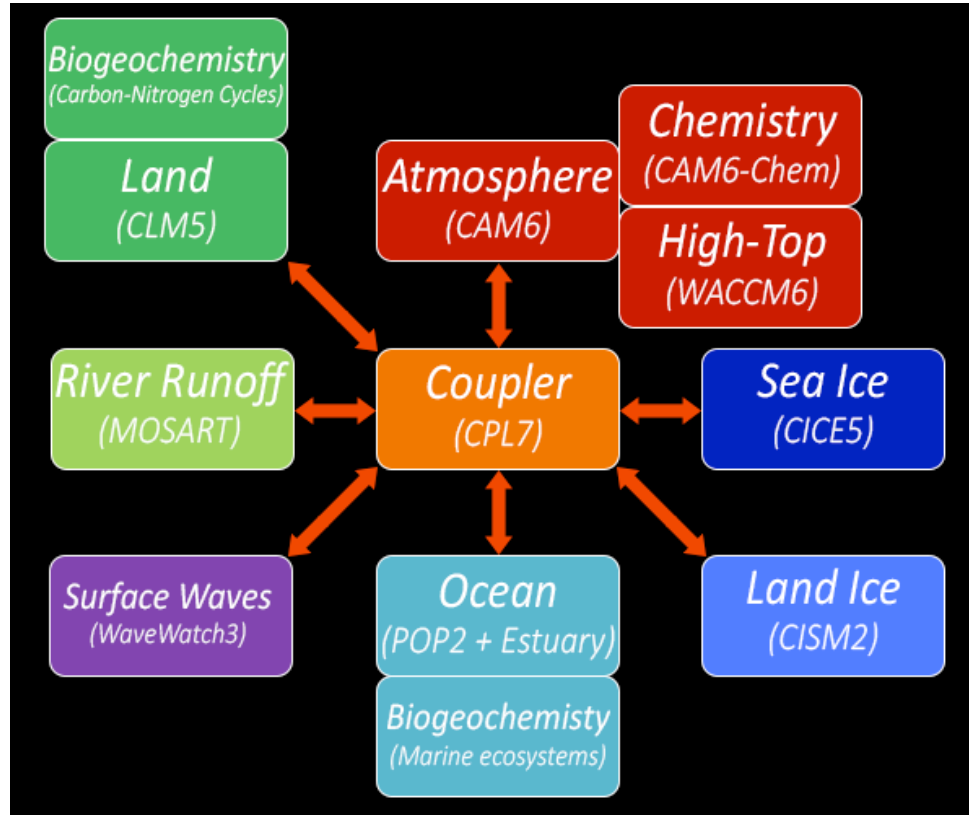 Biogeochemistry
(Carbon-Nitrogen Cycles)
Land
(CLM5)
Atmosphere
(CAM6)
Chemistry
(CAM6-Chem)
High-Top
(WACCM6)
River Runoff
(MOSART)
Coupler
(CPL7)
Sea Ice
(CICE5)
Surface Waves
(WaveWatch3)
Ocean
(POP2 + Estuary)
Biogeochemisty
(Marine ecosystems)
Land Ice
(CISM2)